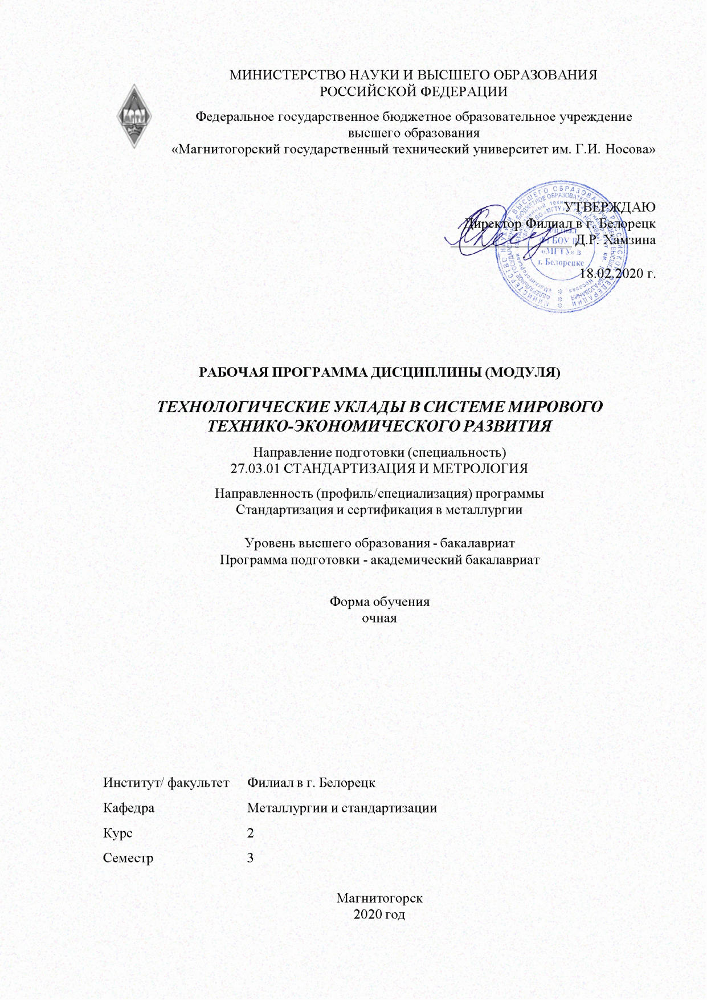 МИНИСТЕРСТВО НАУКИ И ВЫСШЕГО ОБРАЗОВАНИЯ
РОССИЙСКОЙ ФЕДЕРАЦИИ
МГТУ
Федеральное государственное бюджетное образовательное учреждение
высшего образования
«Магнитогорский государственный технический университет им. Г.И. Носова»
УТВЕРЖДАЮ
Директор Филиал в г. Белорецк
Д.Р. Хамзина
18.02.2020 г.
Филиал
ФГБОУ ВО
«МГТУ» в
г. Белорецке
РАБОЧАЯ ПРОГРАММА ДИСЦИПЛИНЫ (МОДУЛЯ)
ТЕХНОЛОГИЧЕСКИЕ УКЛАДЫ В СИСТЕМЕ МИРОВОГО
ТЕХНИКО-ЭКОНОМИЧЕСКОГО РАЗВИТИЯ
Направление подготовки (специальность)
27.03.01 СТАНДАРТИЗАЦИЯ И МЕТРОЛОГИЯ
Направленность (профиль/специализация) программы
Стандартизация и сертификация в металлургии
Уровень высшего образования - бакалавриат
Программа подготовки - академический бакалавриат
Форма обучения
очная
Институт/ факультет Филиал в г. Белорецк
Кафедра Металлургии и стандартизации
Курс 2
Семестр 3
Магнитогорск
2020 год